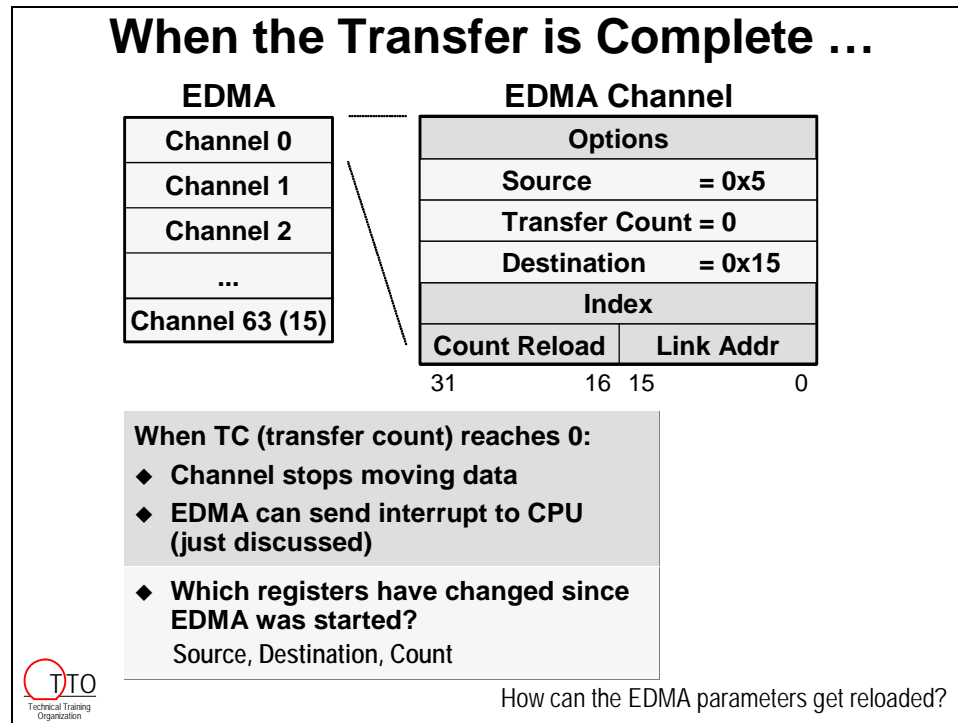 When the Transfer is Complete …
EDMA
Channel 0
Channel 1
Channel 2
...
Channel 63 (15)
EDMA Channel
Options
Source = 0x5
Transfer Count = 0
Destination = 0x15
Index
Count Reload Link Addr
31 16 15 0
When TC (transfer count) reaches 0:
◆ Channel stops moving data
◆ EDMA can send interrupt to CPU
(just discussed)
◆ Which registers have changed since
EDMA was started?
Source, Destination, Count
TTO
Technical Training
Organization
How can the EDMA parameters get reloaded?